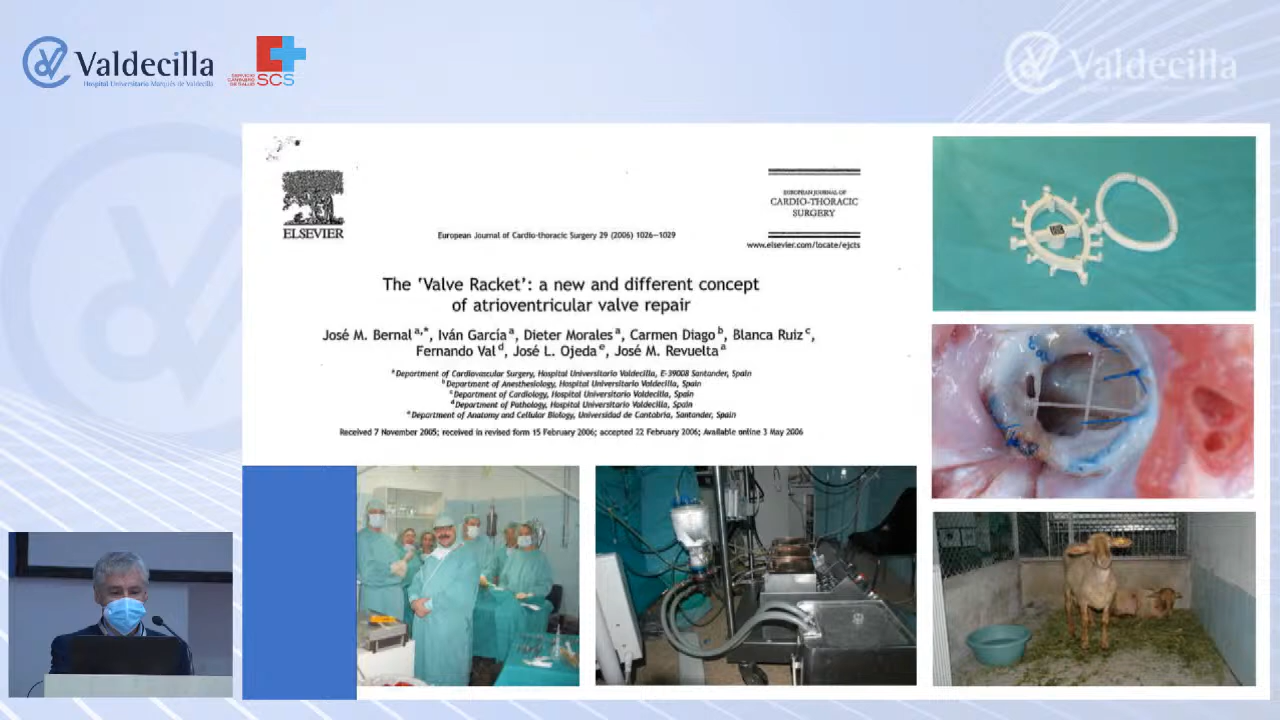 Valdecilla
Hospital Universitario Marqués de Valdecilla
SERVICIO
CÁNTABRO
DE SALUD
SCS
Valdecilla
ELSEVIER
European Journal of Cardio-thoracic Surgery 29 (2006) 1026—1029
EUROPEAN JOURNAL OF
CARDIO-THORACIC
SURGERY
www.elsevier.com/locate/ejcts
The ‘Valve Racket’: a new and different concept
of atrioventricular valve repair
José M. Bernal a,*, Iván García a, Dieter Morales a, Carmen Diago b, Blanca Ruiz c,
Fernando Val d, José L. Ojeda e, José M. Revuelta a
a Department of Cardiovascular Surgery, Hospital Universitario Valdecilla, E-39008 Santander, Spain
b Department of Anesthesiology, Hospital Universitario Valdecilla, Spain
c Department of Cardiology, Hospital Universitario Valdecilla, Spain
d Department of Pathology, Hospital Universitario Valdecilla, Spain
e Department of Anatomy and Cellular Biology, Universidad de Cantabria, Santander, Spain
Received 7 November 2005; received in revised form 15 February 2006; accepted 22 February 2006; Available online 3 May 2006